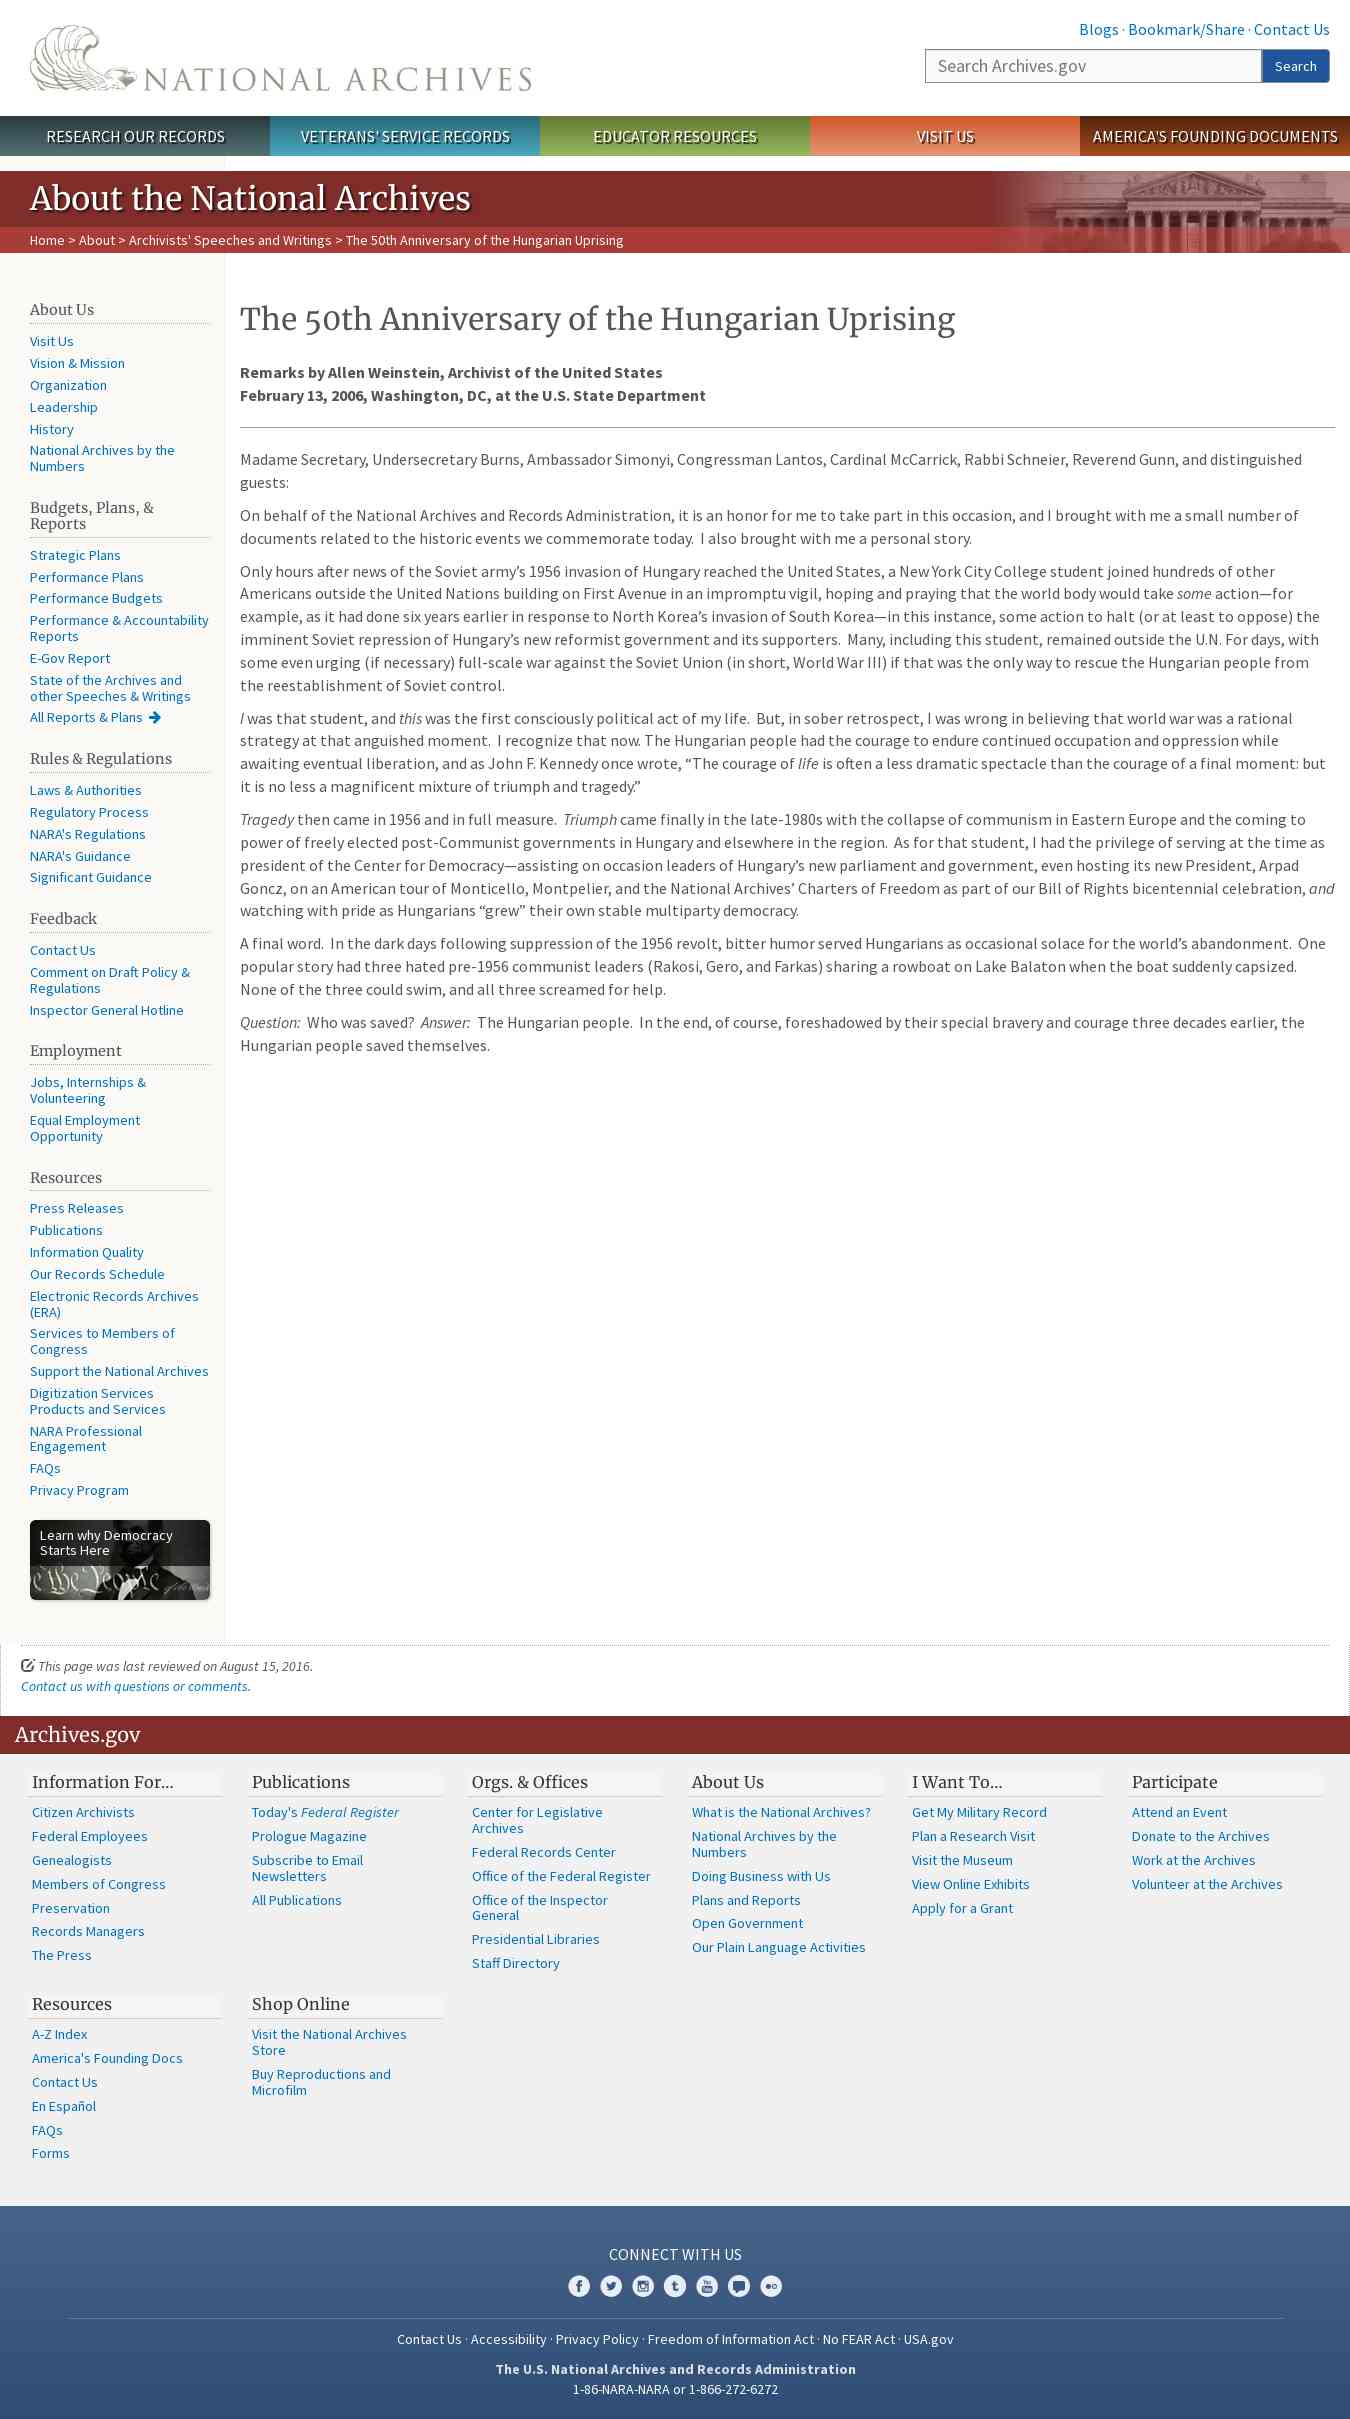 Blogs · Bookmark/Share · Contact Us
NATIONAL ARCHIVES
Search Archives.gov
Search
RESEARCH OUR RECORDS
VETERANS' SERVICE RECORDS
EDUCATOR RESOURCES
VISIT US
AMERICA'S FOUNDING DOCUMENTS
About the National Archives
Home > About > Archivists' Speeches and Writings > The 50th Anniversary of the Hungarian Uprising
About Us
Visit Us
Vision & Mission
Organization
Leadership
History
National Archives by the
Numbers
Budgets, Plans, &
Reports
Strategic Plans
Performance Plans
Performance Budgets
Performance & Accountability
Reports
E-Gov Report
State of the Archives and
other Speeches & Writings
All Reports & Plans
Rules & Regulations
Laws & Authorities
Regulatory Process
NARA's Regulations
NARA's Guidance
Significant Guidance
Feedback
Contact Us
Comment on Draft Policy &
Regulations
Inspector General Hotline
Employment
Jobs, Internships &
Volunteering
Equal Employment
Opportunity
Resources
Press Releases
Publications
Information Quality
Our Records Schedule
Electronic Records Archives
(ERA)
Services to Members of
Congress
Support the National Archives
Digitization Services
Products and Services
NARA Professional
Engagement
FAQs
Privacy Program
Learn why Democracy
Starts Here
The 50th Anniversary of the Hungarian Uprising
Remarks by Allen Weinstein, Archivist of the United States
February 13, 2006, Washington, DC, at the U.S. State Department
Madame Secretary, Undersecretary Burns, Ambassador Simonyi, Congressman Lantos, Cardinal McCarrick, Rabbi Schneier, Reverend Gunn, and distinguished
guests:
On behalf of the National Archives and Records Administration, it is an honor for me to take part in this occasion, and I brought with me a small number of
documents related to the historic events we commemorate today.  I also brought with me a personal story.
Only hours after news of the Soviet army’s 1956 invasion of Hungary reached the United States, a New York City College student joined hundreds of other
Americans outside the United Nations building on First Avenue in an impromptu vigil, hoping and praying that the world body would take some action—for
example, as it had done six years earlier in response to North Korea’s invasion of South Korea—in this instance, some action to halt (or at least to oppose) the
imminent Soviet repression of Hungary’s new reformist government and its supporters.  Many, including this student, remained outside the U.N. For days, with
some even urging (if necessary) full-scale war against the Soviet Union (in short, World War III) if that was the only way to rescue the Hungarian people from
the reestablishment of Soviet control.
I was that student, and this was the first consciously political act of my life.  But, in sober retrospect, I was wrong in believing that world war was a rational
strategy at that anguished moment.  I recognize that now. The Hungarian people had the courage to endure continued occupation and oppression while
awaiting eventual liberation, and as John F. Kennedy once wrote, “The courage of life is often a less dramatic spectacle than the courage of a final moment: but
it is no less a magnificent mixture of triumph and tragedy.”
Tragedy then came in 1956 and in full measure.  Triumph came finally in the late-1980s with the collapse of communism in Eastern Europe and the coming to
power of freely elected post-Communist governments in Hungary and elsewhere in the region.  As for that student, I had the privilege of serving at the time as
president of the Center for Democracy—assisting on occasion leaders of Hungary’s new parliament and government, even hosting its new President, Arpad
Goncz, on an American tour of Monticello, Montpelier, and the National Archives’ Charters of Freedom as part of our Bill of Rights bicentennial celebration, and
watching with pride as Hungarians “grew” their own stable multiparty democracy.
A final word.  In the dark days following suppression of the 1956 revolt, bitter humor served Hungarians as occasional solace for the world’s abandonment.  One
popular story had three hated pre-1956 communist leaders (Rakosi, Gero, and Farkas) sharing a rowboat on Lake Balaton when the boat suddenly capsized.
None of the three could swim, and all three screamed for help.
Question:  Who was saved?  Answer:  The Hungarian people.  In the end, of course, foreshadowed by their special bravery and courage three decades earlier, the
Hungarian people saved themselves.
This page was last reviewed on August 15, 2016.
Contact us with questions or comments.
Archives.gov
Information For…
Citizen Archivists
Federal Employees
Genealogists
Members of Congress
Preservation
Records Managers
The Press
Publications
Today's Federal Register
Prologue Magazine
Subscribe to Email
Newsletters
All Publications
Orgs. & Offices
Center for Legislative
Archives
Federal Records Center
Office of the Federal Register
Office of the Inspector
General
Presidential Libraries
Staff Directory
About Us
What is the National Archives?
National Archives by the
Numbers
Doing Business with Us
Plans and Reports
Open Government
Our Plain Language Activities
I Want To…
Get My Military Record
Plan a Research Visit
Visit the Museum
View Online Exhibits
Apply for a Grant
Participate
Attend an Event
Donate to the Archives
Work at the Archives
Volunteer at the Archives
Resources
A-Z Index
America's Founding Docs
Contact Us
En Español
FAQs
Forms
Shop Online
Visit the National Archives
Store
Buy Reproductions and
Microfilm
CONNECT WITH US
Contact Us · Accessibility · Privacy Policy · Freedom of Information Act · No FEAR Act · USA.gov
The U.S. National Archives and Records Administration
1-86-NARA-NARA or 1-866-272-6272